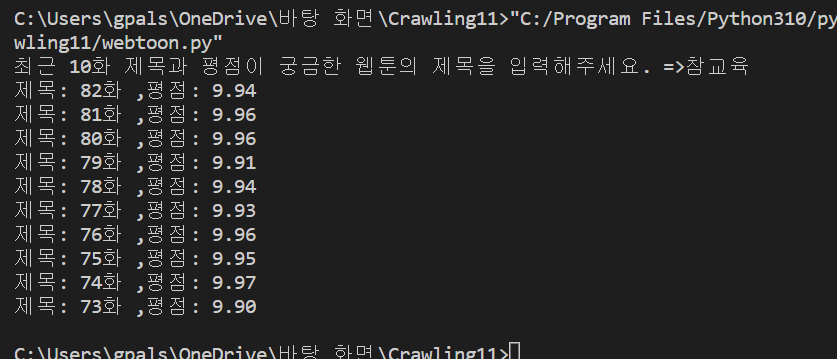 C:\Users\gpals\OneDrive\바탕 화면\Crawling11>"C:/Program Files/Python310/py
wling11/webtoon.py"
최근 10화 제목과 평점이 궁금한 웹툰의 제목을 입력해주세요. =>참교육
제목: 82화 ,평점: 9.94
제목: 81화 ,평점: 9.96
제목: 80화 ,평점: 9.96
제목: 79화 ,평점: 9.91
제목: 78화 ,평점: 9.94
제목: 77화 ,평점: 9.93
제목: 76화 ,평점: 9.96
제목: 75화 ,평점: 9.95
제목: 74화 ,평점: 9.97
제목: 73화 ,평점: 9.90
C:\Users\gpals\OneDrive\바탕 화면\Crawling11>